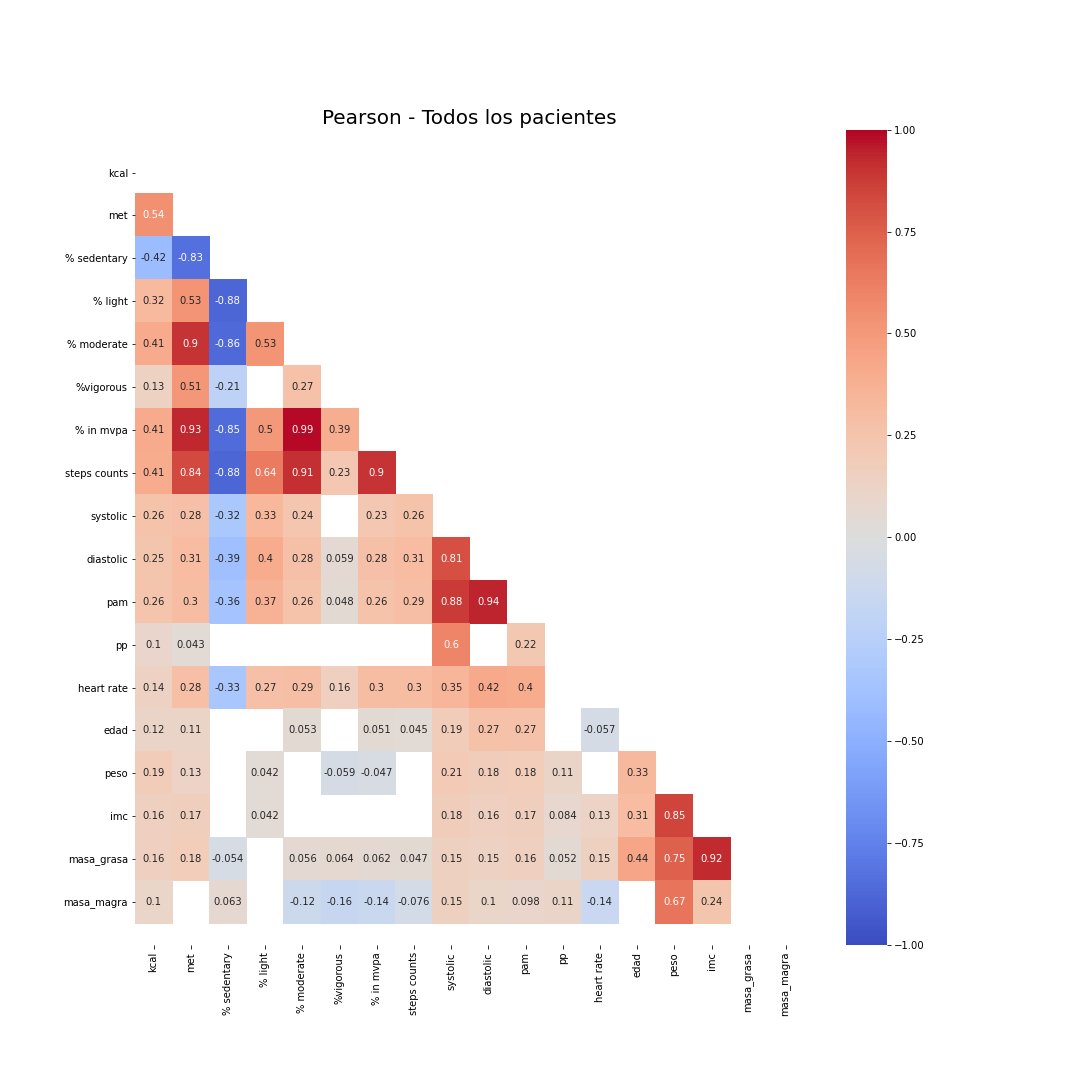 Pearson - Todos los pacientes
kcal
met 0.54
% sedentary -0.42 -0.83
% light 0.32 0.53 -0.88
% moderate 0.41 0.9 -0.86 0.53
%vigorous 0.13 0.51 -0.21 0.27
% in mvpa 0.41 0.93 -0.85 0.5 0.99 0.39
steps counts 0.41 0.84 -0.88 0.64 0.91 0.23 0.9
systolic 0.26 0.28 -0.32 0.33 0.24 0.23 0.26
diastolic 0.25 0.31 -0.39 0.4 0.28 0.059 0.28 0.31 0.81
pam 0.26 0.3 -0.36 0.37 0.26 0.048 0.26 0.29 0.88 0.94
pp 0.1 0.043 0.6 0.22
heart rate 0.14 0.28 -0.33 0.27 0.29 0.16 0.3 0.3 0.35 0.42 0.4
edad 0.12 0.11 0.053 0.051 0.045 0.19 0.27 0.27 -0.057
peso 0.19 0.13 0.042 -0.059 -0.047 0.21 0.18 0.18 0.11 0.33
imc 0.16 0.17 0.042 0.18 0.16 0.17 0.084 0.13 0.31 0.85
masa_grasa 0.16 0.18 -0.054 0.056 0.064 0.062 0.047 0.15 0.15 0.16 0.052 0.15 0.44 0.75 0.92
masa_magra 0.1 0.063 -0.12 -0.16 -0.14 -0.076 0.15 0.1 0.098 0.11 -0.14 0.67 0.24
kcal
met
% sedentary
% light
% moderate
%vigorous
% in mvpa
steps counts
systolic
diastolic
pam
pp
heart rate
edad
peso
imc
masa_grasa
masa_magra
1.00
0.75
0.50
0.25
0.00
−0.25
−0.50
−0.75
−1.00